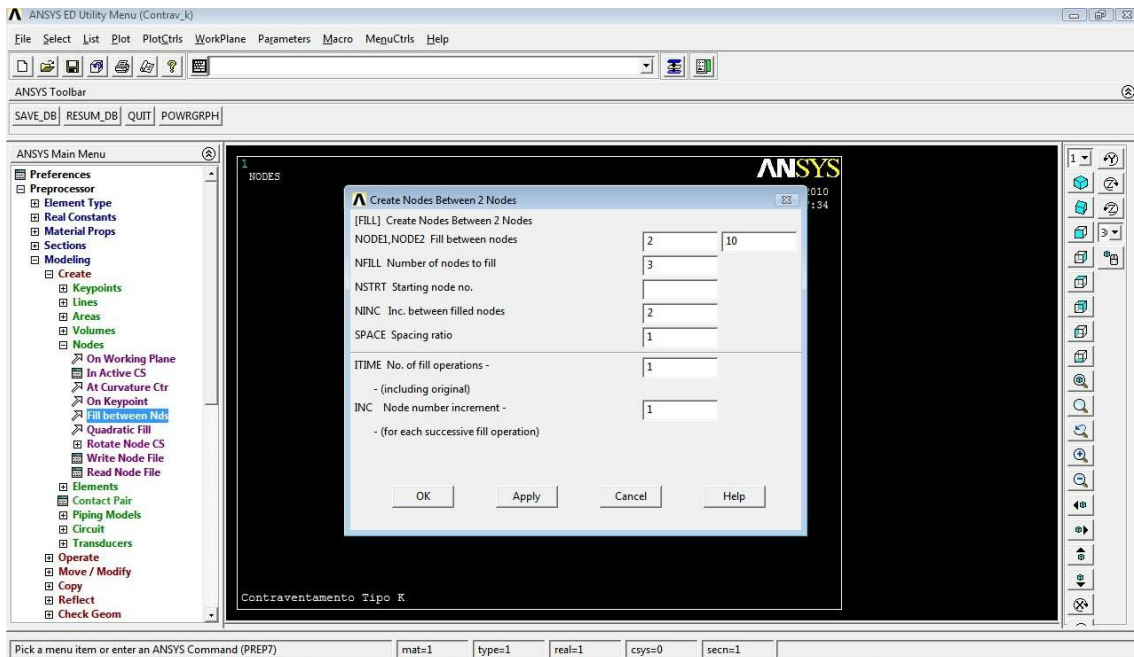 ANSYS ED Utility Menu (Contrav_k)
File Select List Plot PlotCtrls WorkPlane Parameters Macro MenuCtrls Help
ANSYS Toolbar
SAVE_DB RESUM_DB QUIT POWRGRPH
ANSYS Main Menu
Preferences
Preprocessor
Element Type
Real Constants
Material Props
Sections
Modeling
Create
Keypoints
Lines
Areas
Volumes
Nodes
On Working Plane
In Active CS
At Curvature Ctr
On Keypoint
Fill between Nds
Quadratic Fill
Rotate Node CS
Write Node File
Read Node File
Elements
Contact Pair
Piping Models
Circuit
Transducers
Operate
Move / Modify
Copy
Reflect
Check Geom
1
NODES
ANSYS
2010
:34
Create Nodes Between 2 Nodes
[FILL] Create Nodes Between 2 Nodes
NODE1,NODE2 Fill between nodes 2 10
NFILL Number of nodes to fill 3
NSTRT Starting node no.
NINC Inc. between filled nodes 2
SPACE Spacing ratio 1
ITIME No. of fill operations - 1
- (including original)
INC Node number increment - 1
- (for each successive fill operation)
OK Apply Cancel Help
Contraventamento Tipo K
1
3
Pick a menu item or enter an ANSYS Command (PREP7) mat=1 type=1 real=1 csys=0 secn=1